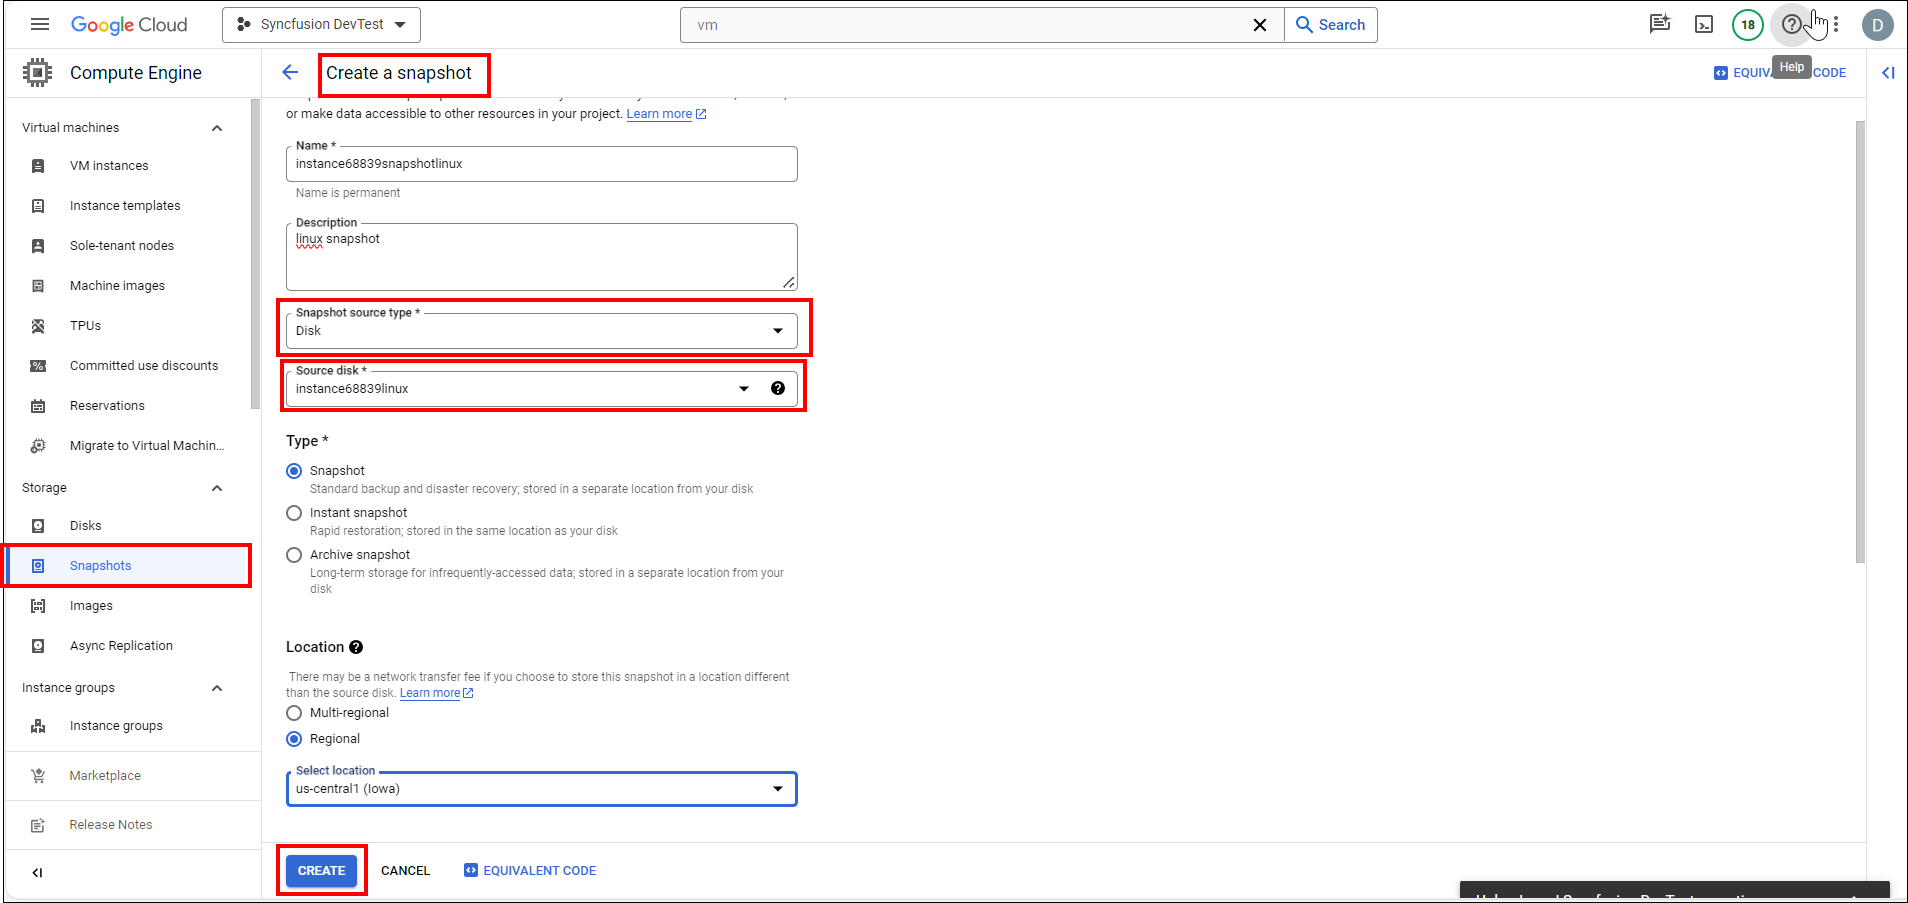 Google Cloud
Syncfusion DevTest
vm
Search
18
D
Compute Engine
Create a snapshot
Help
EQUIVA
CODE
Virtual machines
VM instances
Instance templates
Sole-tenant nodes
Machine images
TPUs
Committed use discounts
Reservations
Migrate to Virtual Machin...
Storage
Disks
Snapshots
Images
Async Replication
Instance groups
Instance groups
Marketplace
Release Notes
or make data accessible to other resources in your project. Learn more
Name *
instance68839snapshotlinux
Name is permanent
Description
linux snapshot
Snapshot source type *
Disk
Source disk *
instance68839linux
Type *
Snapshot
Standard backup and disaster recovery; stored in a separate location from your disk
Instant snapshot
Rapid restoration; stored in the same location as your disk
Archive snapshot
Long-term storage for infrequently-accessed data; stored in a separate location from your
disk
Location
There may be a network transfer fee if you choose to store this snapshot in a location different
than the source disk. Learn more
Multi-regional
Regional
Select location
us-central1 (Iowa)
CREATE
CANCEL
EQUIVALENT CODE